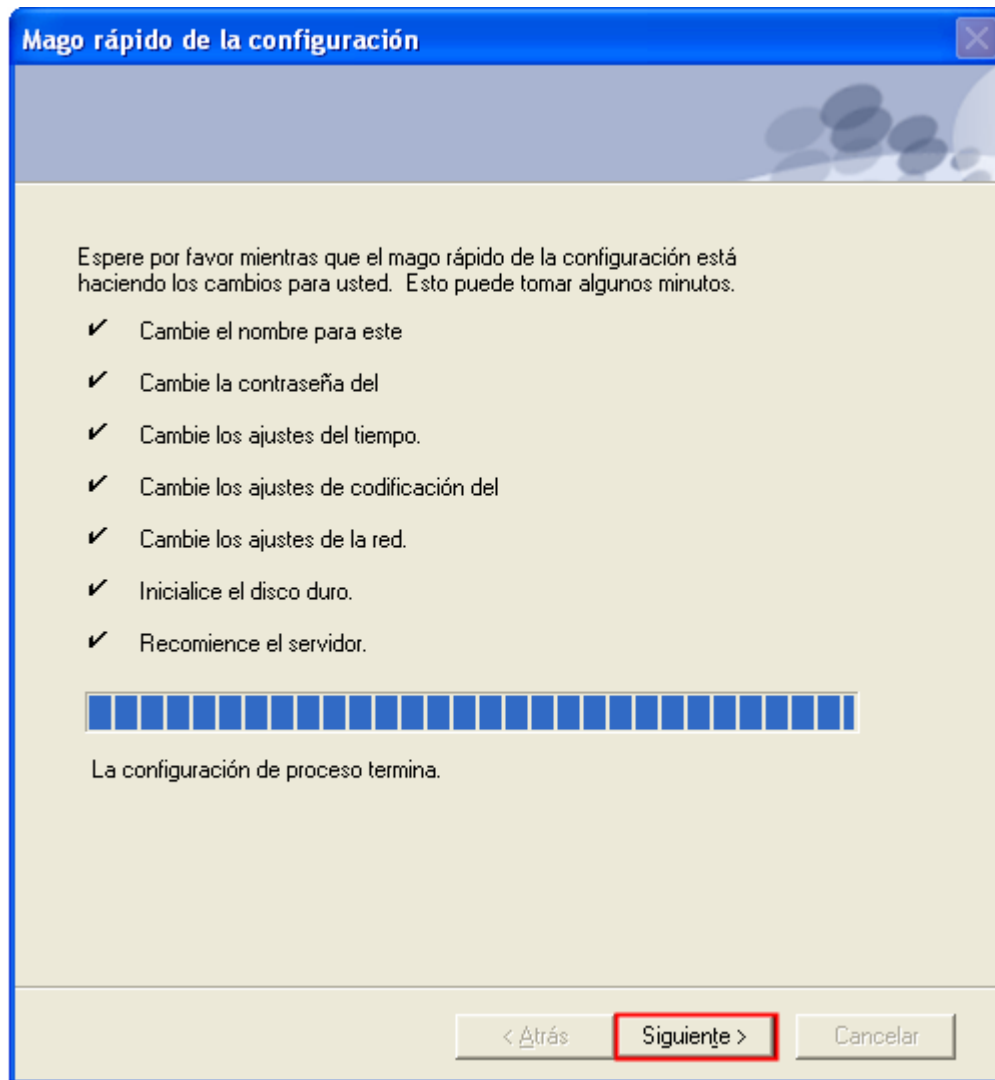 Mago rápido de la configuración
Espere por favor mientras que el mago rápido de la configuración está
haciendo los cambios para usted.  Esto puede tomar algunos minutos.
✔ Cambie el nombre para este
✔ Cambie la contraseña del
✔ Cambie los ajustes del tiempo.
✔ Cambie los ajustes de codificación del
✔ Cambie los ajustes de la red.
✔ Inicialice el disco duro.
✔ Recomience el servidor.
La configuración de proceso termina.
< Atrás Siguiente > Cancelar